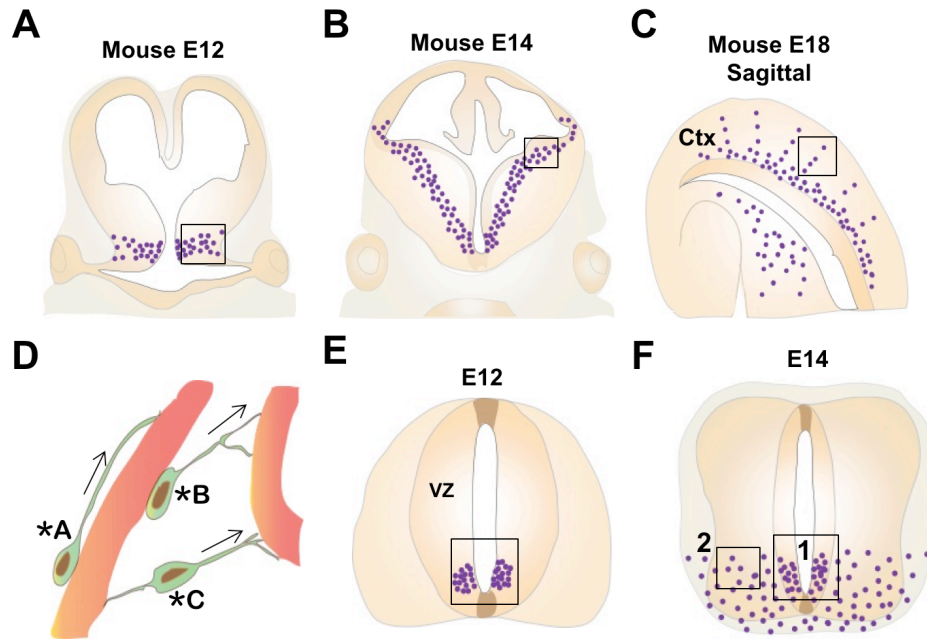 A
Mouse E12
B
Mouse E14
C
Mouse E18
Sagittal
Ctx
D
*A
*B
*C
E
E12
VZ
F
E14
2
1